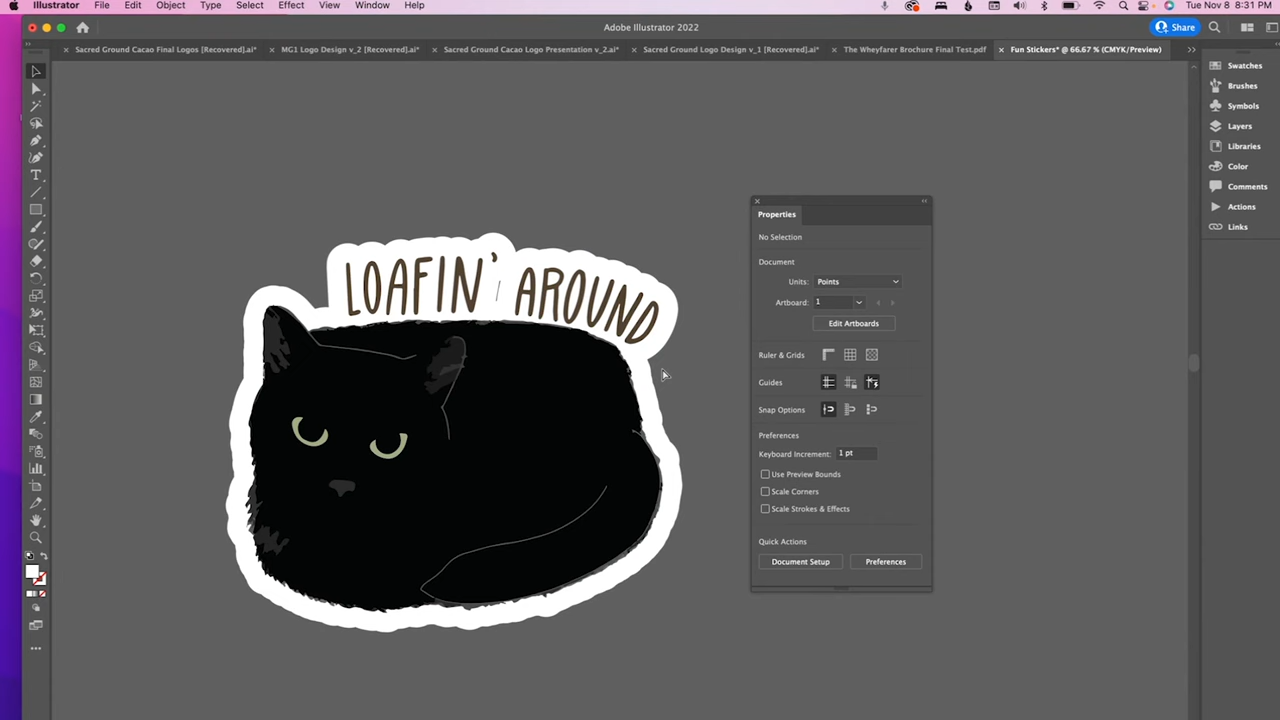 Illustrator File Edit Object Type Select Effect View Window Help Tue Nov 8 8:31 PM
Adobe Illustrator 2022
Share
Sacred Ground Cacao Final Logos [Recovered].ai*
MG1 Logo Design v_2 [Recovered].ai*
Sacred Ground Cacao Logo Presentation v_2.ai*
Sacred Ground Logo Design v_1 [Recovered].ai*
The Wheyfarer Brochure Final Test.pdf
Fun Stickers* @ 66.67 % (CMYK/Preview)
LOAFIN' AROUND
Properties
No Selection
Document
Units: Points
Artboard: 1
Edit Artboards
Ruler & Grids
Guides
Snap Options
Preferences
Keyboard Increment: 1 pt
Use Preview Bounds
Scale Corners
Scale Strokes & Effects
Quick Actions
Document Setup
Preferences
Swatches
Brushes
Symbols
Layers
Libraries
Color
Comments
Actions
Links